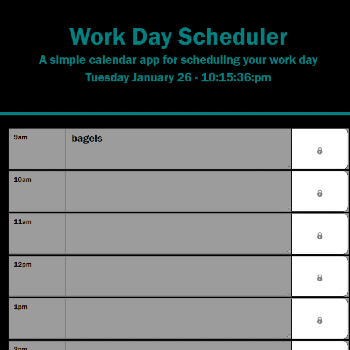 Work Day Scheduler
A simple calendar app for scheduling your work day
Tuesday January 26 - 10:15:36:pm
9am
bagels
10am
11am
12pm
1pm
2pm